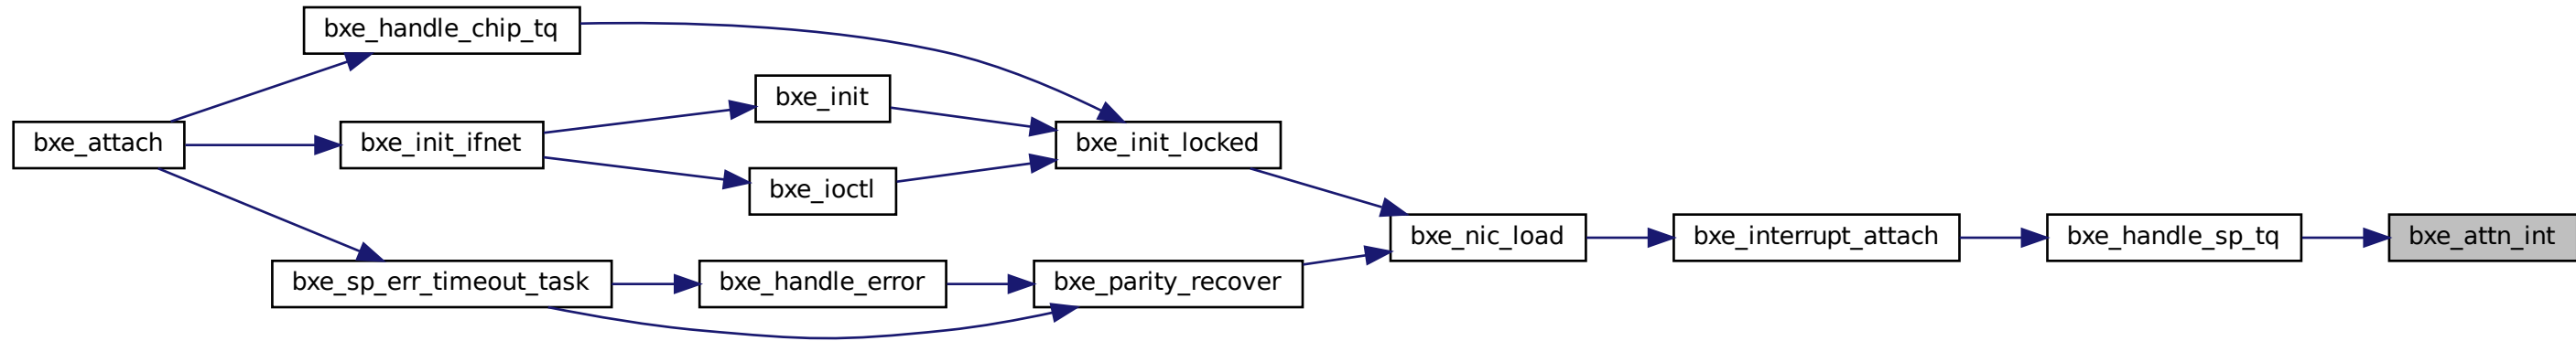 bxe_handle_chip_tq
bxe_init
bxe_attach
bxe_init_ifnet
bxe_init_locked
bxe_ioctl
bxe_nic_load
bxe_interrupt_attach
bxe_handle_sp_tq
bxe_attn_int
bxe_sp_err_timeout_task
bxe_handle_error
bxe_parity_recover